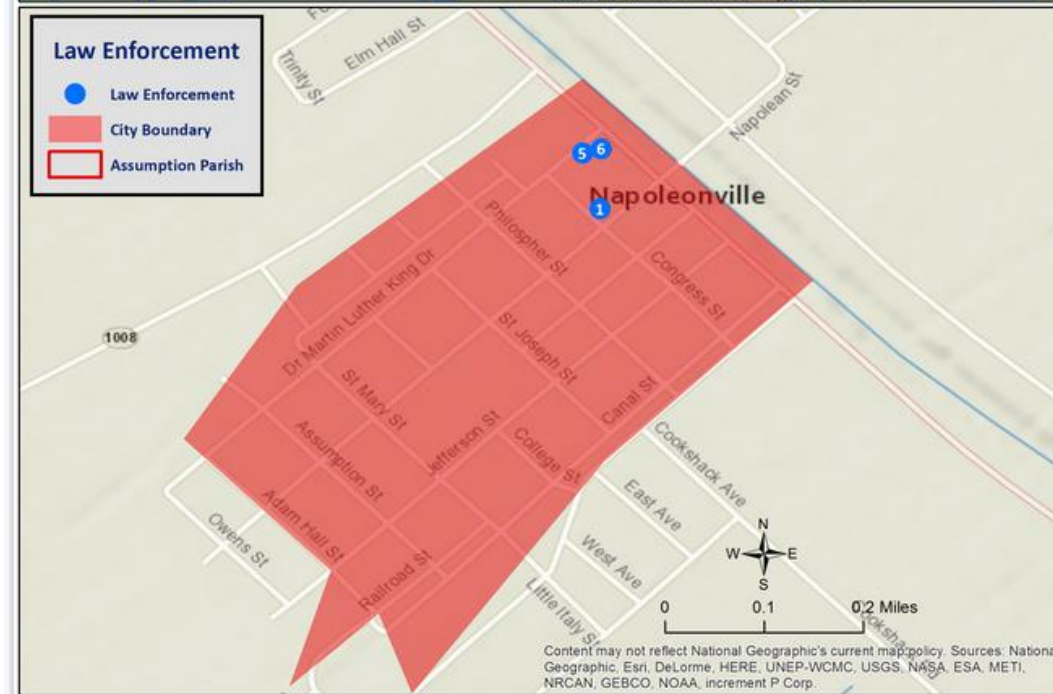 Law Enforcement
Law Enforcement
City Boundary
Assumption Parish
Elm Hall St
Trinity St
Napolean St
5
6
Napoleonville
1
Philospher St
Congress St
Dr Martin Luther King Dr
1008
St Joseph St
St Mary St
Canal St
Jefferson St
College St
Assumption St
Cookshack Ave
East Ave
Adam Hall St
Owens St
West Ave
Railroad St
Little Italy St
N
W
E
S
0
0.1
0.2 Miles
Content may not reflect National Geographic's current map policy. Sources: National
Geographic, Esri, DeLorme, HERE, UNEP-WCMC, USGS, NASA, ESA, METI,
NRCAN, GEBCO, NOAA, increment P Corp.